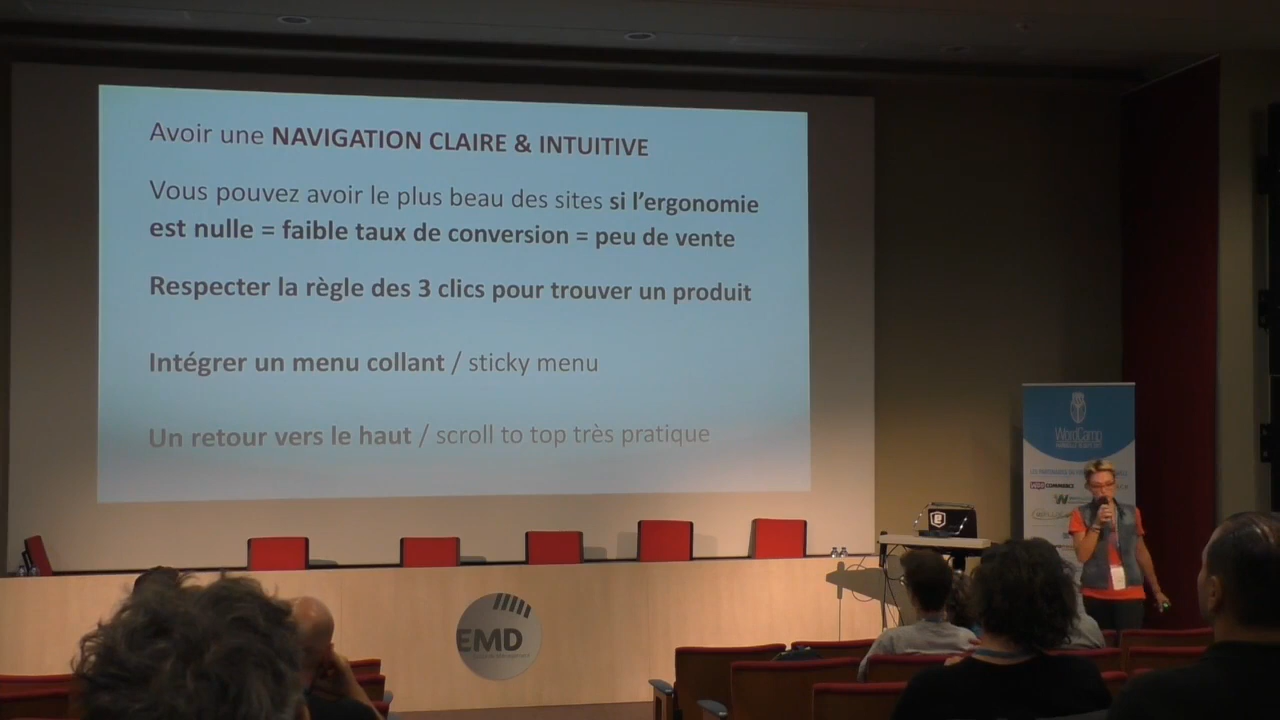 Avoir une NAVIGATION CLAIRE & INTUITIVE
Vous pouvez avoir le plus beau des sites si l'ergonomie
est nulle = faible taux de conversion = peu de vente
Respecter la règle des 3 clics pour trouver un produit
Intégrer un menu collant / sticky menu
Un retour vers le haut / scroll to top très pratique
WordCamp
WOO COMMERCE
EMD